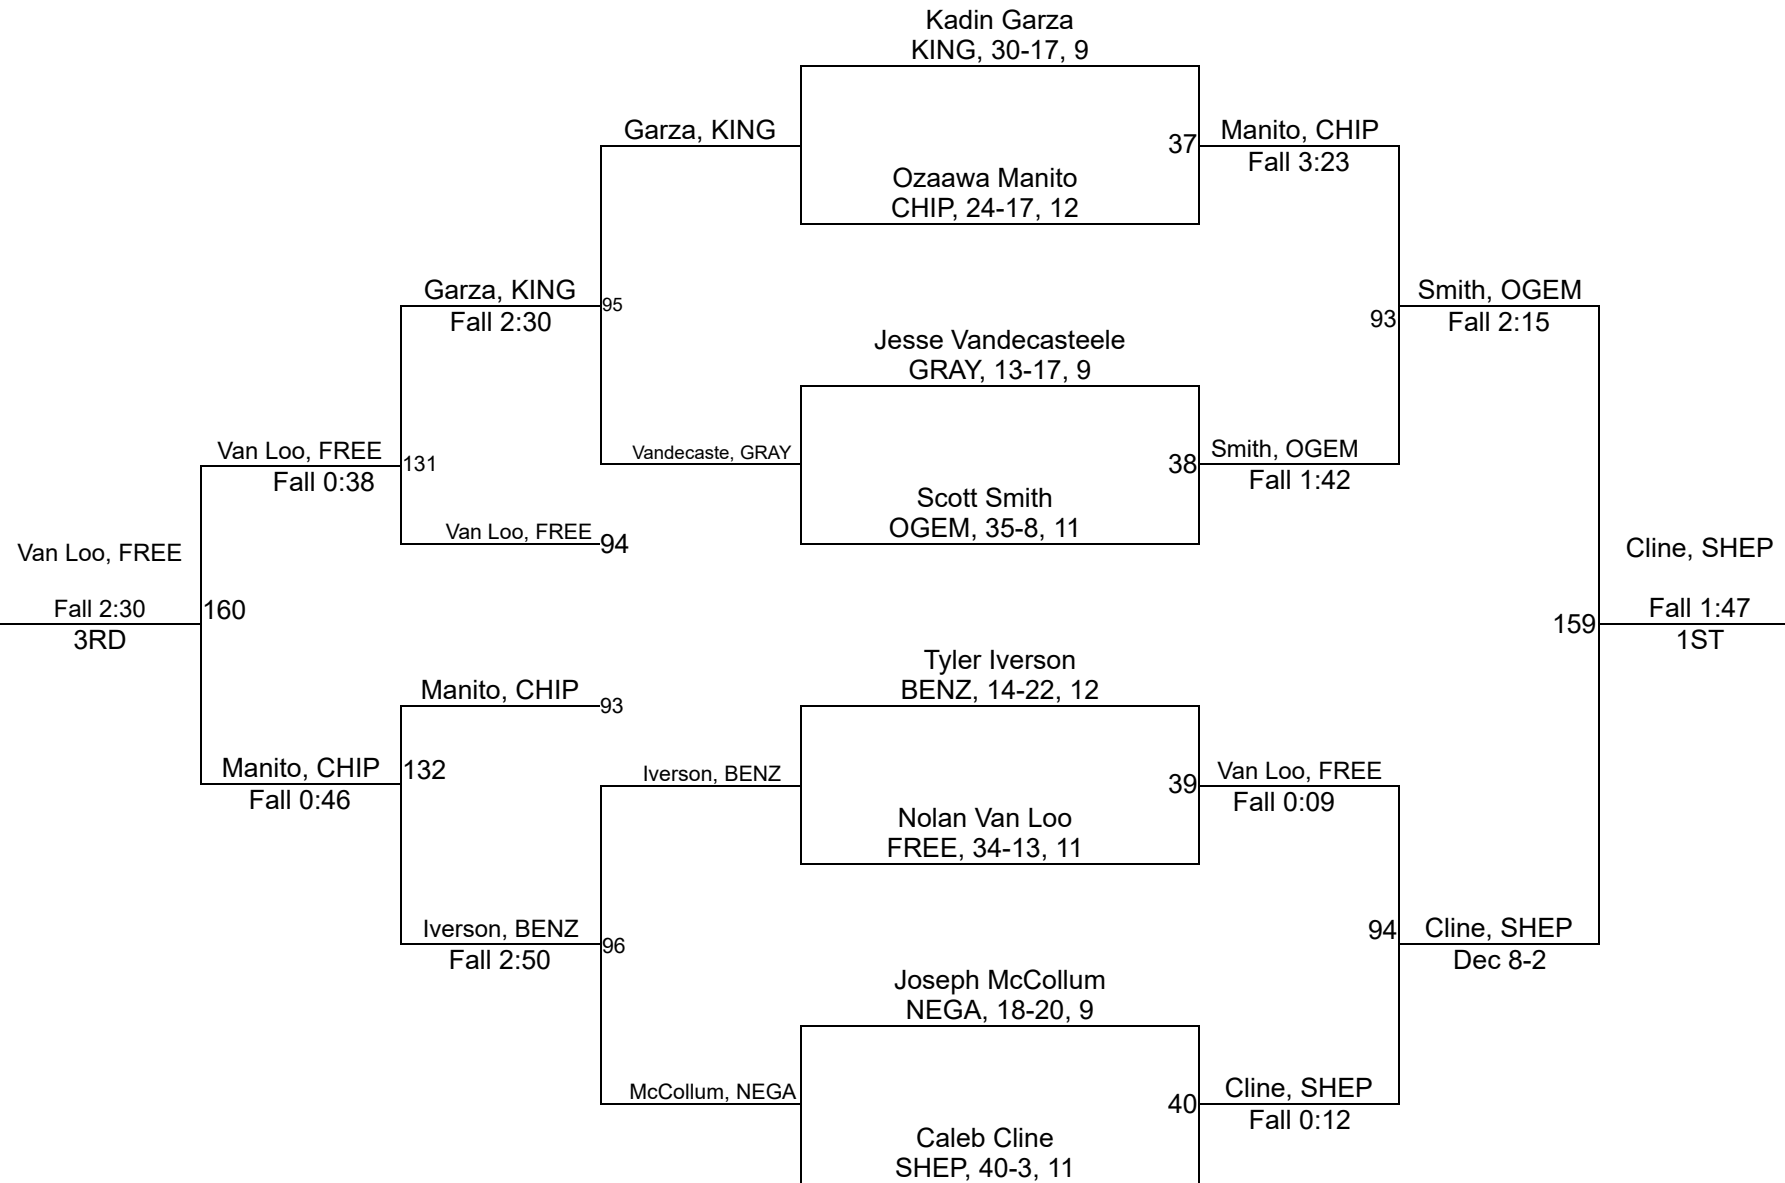 Kadin Garza
KING, 30-17, 9
Garza, KING
37
Manito, CHIP
Fall 3:23
Ozaawa Manito
CHIP, 24-17, 12
Garza, KING
Fall 2:30
95
Smith, OGEM
Fall 2:15
93
Jesse Vandecasteele
GRAY, 13-17, 9
Van Loo, FREE
Fall 0:38
131
Vandecaste, GRAY
38
Smith, OGEM
Fall 1:42
Scott Smith
OGEM, 35-8, 11
Van Loo, FREE
94
Van Loo, FREE
Fall 2:30
3RD
160
Cline, SHEP
Fall 1:47
1ST
159
Tyler Iverson
BENZ, 14-22, 12
Manito, CHIP
93
Manito, CHIP
Fall 0:46
132
Iverson, BENZ
39
Van Loo, FREE
Fall 0:09
Nolan Van Loo
FREE, 34-13, 11
Iverson, BENZ
Fall 2:50
96
94
Cline, SHEP
Dec 8-2
Joseph McCollum
NEGA, 18-20, 9
McCollum, NEGA
40
Cline, SHEP
Fall 0:12
Caleb Cline
SHEP, 40-3, 11